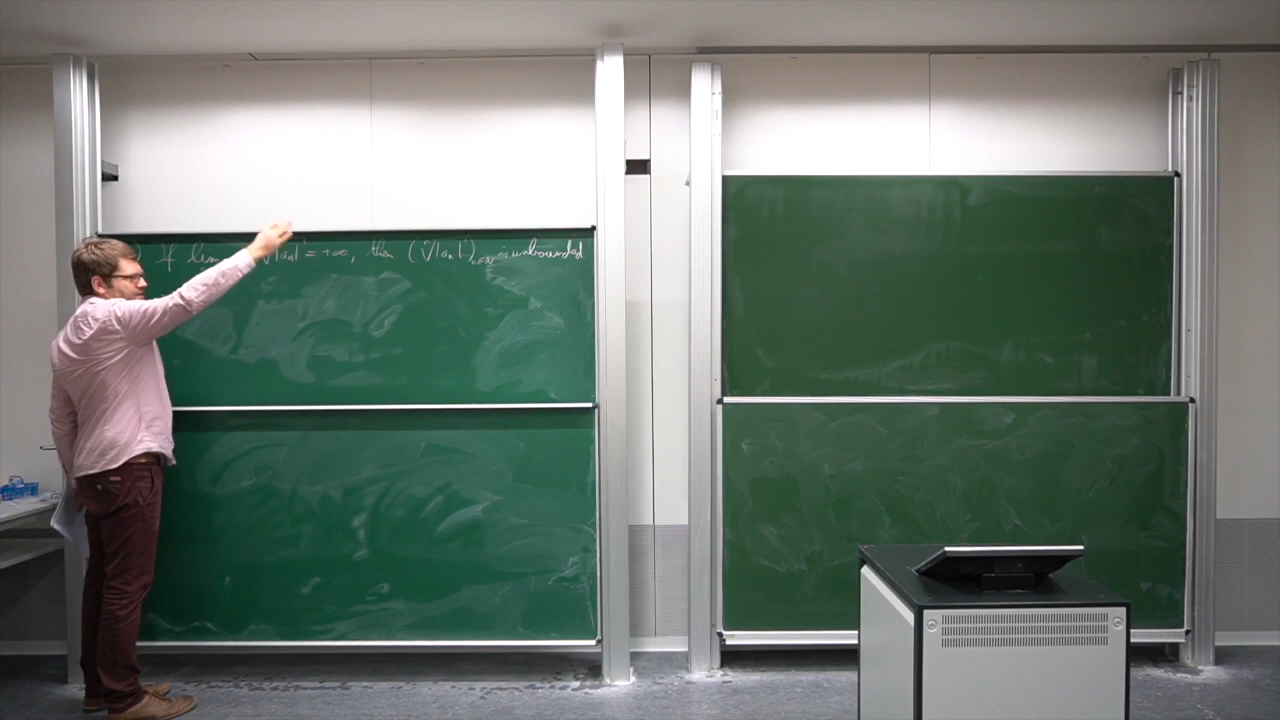 ) If lim √|aₙ| = +∞, then (ⁿ√|aₙ|)ₙ∈ℕ is unbounded